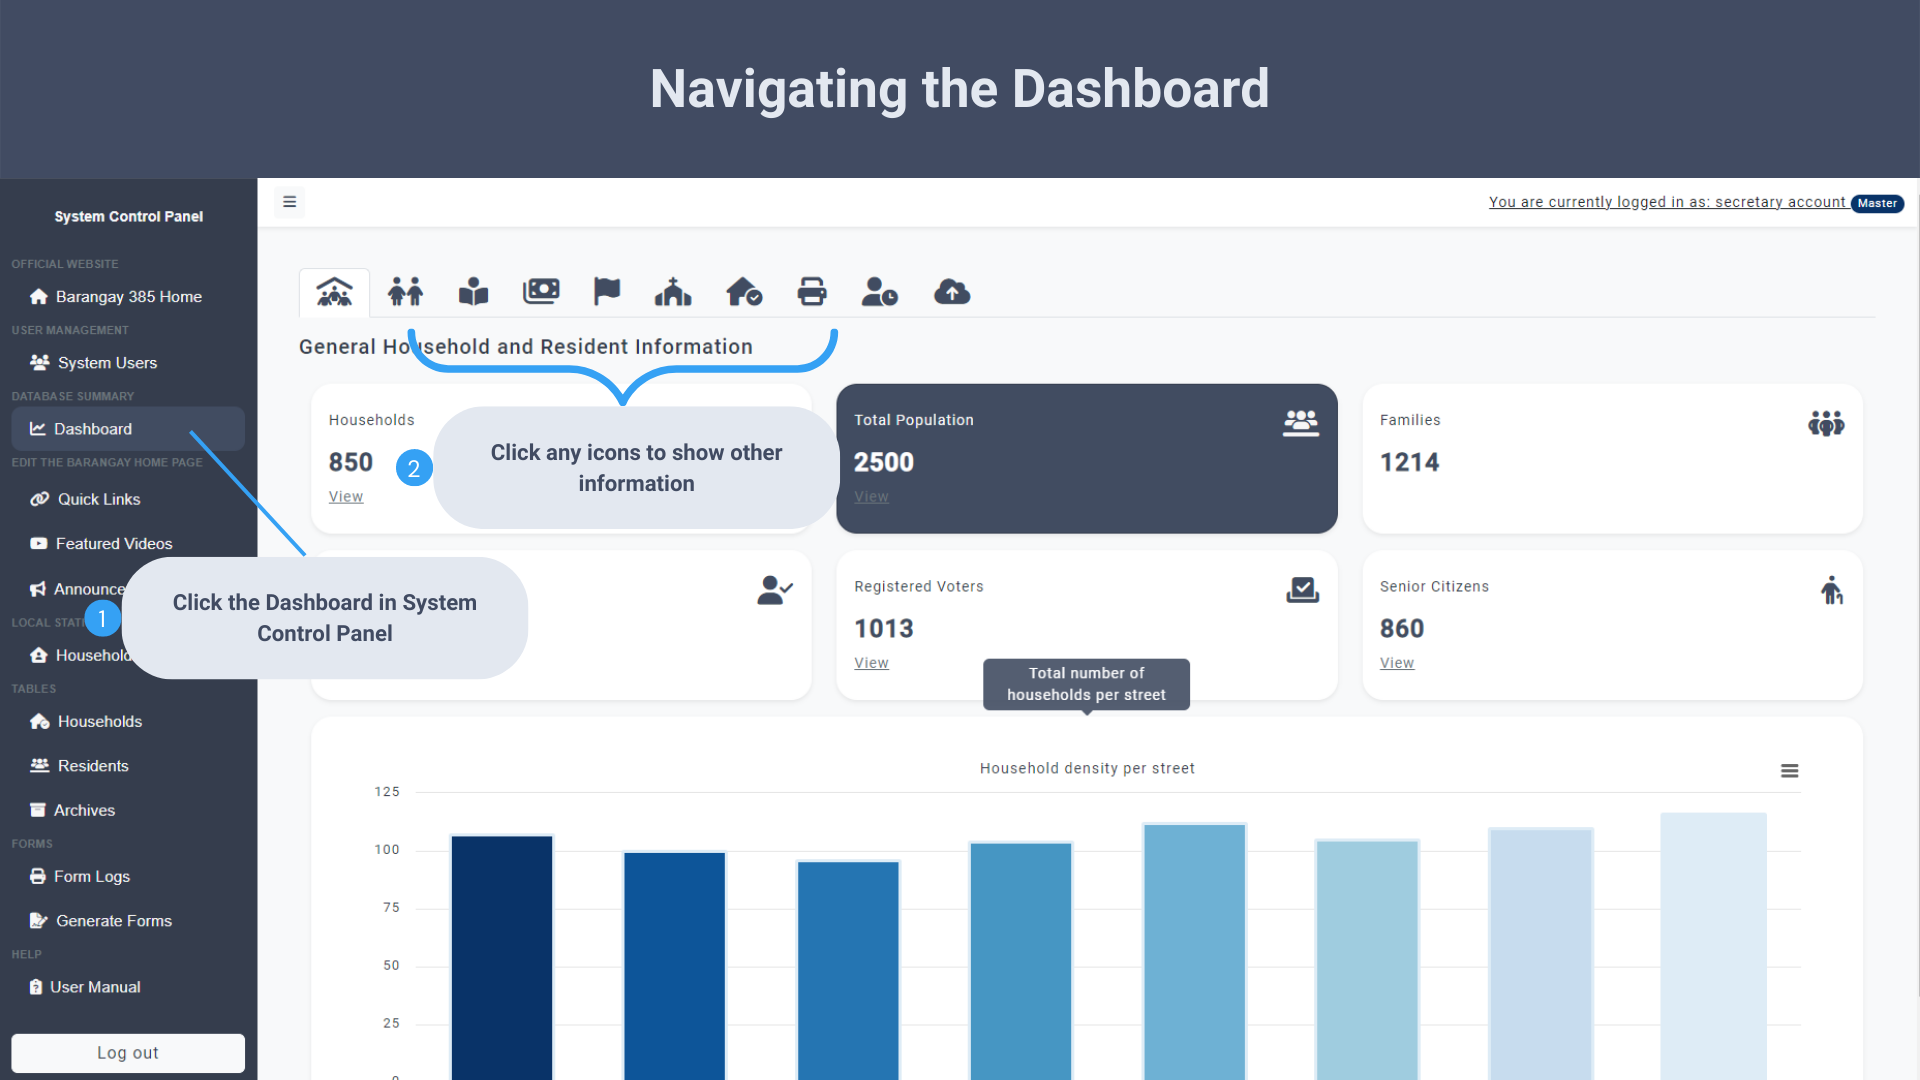 Navigating the Dashboard
System Control Panel
OFFICIAL WEBSITE
Barangay 385 Home
USER MANAGEMENT
System Users
DATABASE SUMMARY
Dashboard
EDIT THE BARANGAY HOME PAGE
Quick Links
Featured Videos
Announce
LOCAL STATI
Household
TABLES
Households
Residents
Archives
FORMS
Form Logs
Generate Forms
HELP
User Manual
Log out
You are currently logged in as: secretary account Master
General Household and Resident Information
Households
850
View
2
Click any icons to show other
information
Total Population
2500
View
Families
1214
1
Click the Dashboard in System
Control Panel
Registered Voters
1013
View
Senior Citizens
860
View
Total number of
households per street
Household density per street
125
100
75
50
25
0